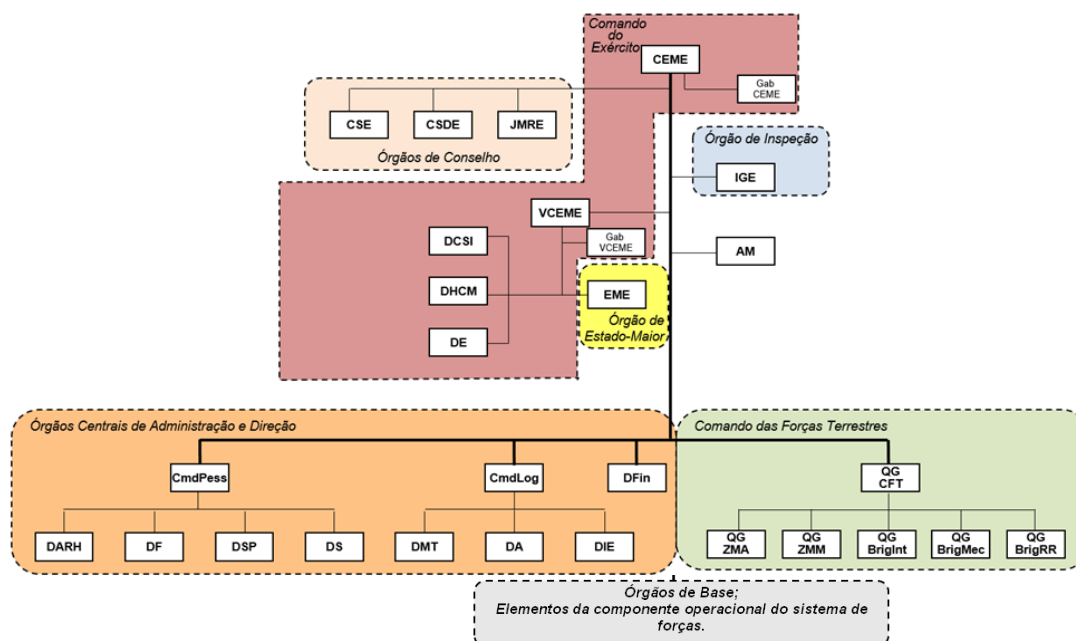 Comando
do
Exército
CEME
Gab
CEME
CSE
CSDE
JMRE
Órgãos de Conselho
Órgão de Inspeção
IGE
VCEME
Gab
VCEME
DCSI
AM
DHCM
EME
Órgão de
Estado-Maior
DE
Órgãos Centrais de Administração e Direção
Comando das Forças Terrestres
CmdPess
CmdLog
DFin
QG
CFT
DARH
DF
DSP
DS
DMT
DA
DIE
QG
ZMA
QG
ZMM
QG
BrigInt
QG
BrigMec
QG
BrigRR
Órgãos de Base;
Elementos da componente operacional do sistema de
forças.